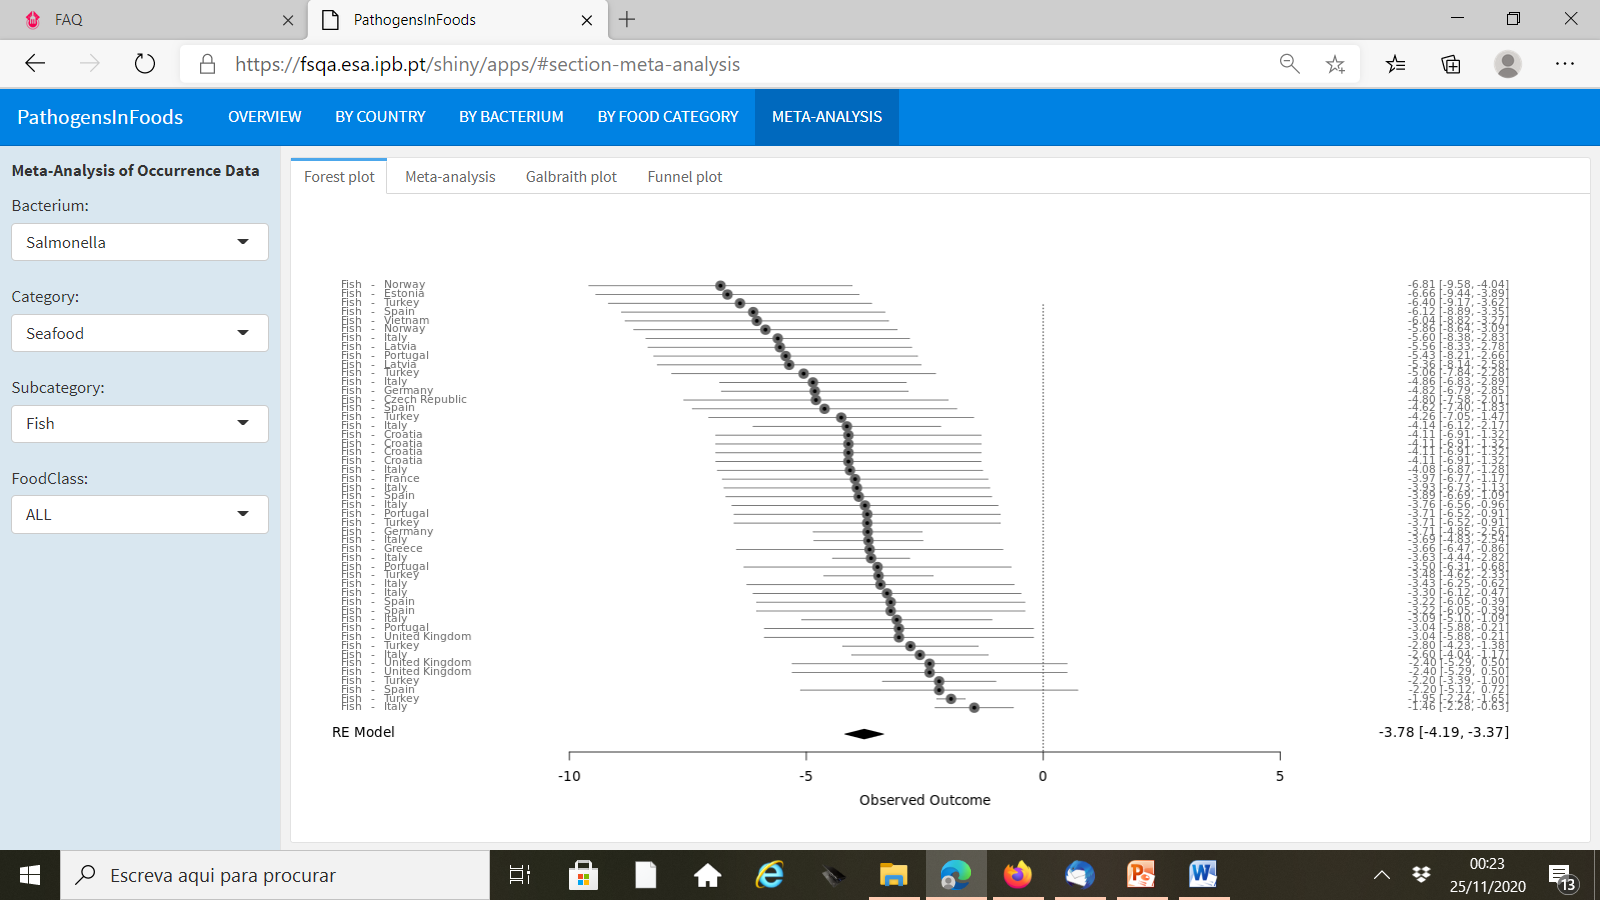 FAQ
PathogensInFoods
https://fsqa.esa.ipb.pt/shiny/apps/#section-meta-analysis
PathogensInFoods OVERVIEW BY COUNTRY BY BACTERIUM BY FOOD CATEGORY META-ANALYSIS
Meta-Analysis of Occurrence Data
Bacterium:
Salmonella
Category:
Seafood
Subcategory:
Fish
FoodClass:
ALL
Forest plot Meta-analysis Galbraith plot Funnel plot
Fish - Norway -6.81 [-9.58, -4.04]
Fish - Estonia -6.66 [-9.44, -3.89]
Fish - Turkey -6.40 [-9.17, -3.62]
Fish - Spain -6.12 [-8.89, -3.35]
Fish - Vietnam -6.04 [-8.82, -3.27]
Fish - Norway -5.86 [-8.64, -3.09]
Fish - Italy -5.60 [-8.38, -2.83]
Fish - Latvia -5.56 [-8.33, -2.78]
Fish - Portugal -5.43 [-8.21, -2.66]
Fish - Latvia -5.36 [-8.14, -2.58]
Fish - Turkey -5.06 [-7.84, -2.28]
Fish - Italy -4.86 [-6.83, -2.89]
Fish - Germany -4.82 [-6.79, -2.85]
Fish - Czech Republic -4.80 [-7.58, -2.01]
Fish - Spain -4.62 [-7.40, -1.83]
Fish - Turkey -4.26 [-7.05, -1.47]
Fish - Italy -4.14 [-6.12, -2.17]
Fish - Croatia -4.11 [-6.91, -1.32]
Fish - Croatia -4.11 [-6.91, -1.32]
Fish - Croatia -4.11 [-6.91, -1.32]
Fish - Croatia -4.11 [-6.91, -1.32]
Fish - Italy -4.08 [-6.87, -1.28]
Fish - France -3.97 [-6.77, -1.17]
Fish - Italy -3.93 [-6.73, -1.13]
Fish - Spain -3.89 [-6.69, -1.09]
Fish - Italy -3.76 [-6.56, -0.96]
Fish - Portugal -3.71 [-6.52, -0.91]
Fish - Turkey -3.71 [-6.52, -0.91]
Fish - Germany -3.71 [-4.85, -2.56]
Fish - Italy -3.69 [-4.83, -2.54]
Fish - Greece -3.66 [-6.47, -0.86]
Fish - Italy -3.63 [-4.44, -2.82]
Fish - Portugal -3.50 [-6.31, -0.68]
Fish - Turkey -3.48 [-4.62, -2.33]
Fish - Italy -3.43 [-6.25, -0.62]
Fish - Italy -3.30 [-6.12, -0.47]
Fish - Spain -3.22 [-6.05, -0.39]
Fish - Spain -3.22 [-6.05, -0.39]
Fish - Italy -3.09 [-5.10, -1.09]
Fish - Portugal -3.04 [-5.88, -0.21]
Fish - United Kingdom -3.04 [-5.88, -0.21]
Fish - Turkey -2.80 [-4.23, -1.38]
Fish - Italy -2.60 [-4.04, -1.17]
Fish - United Kingdom -2.40 [-5.29, 0.50]
Fish - United Kingdom -2.40 [-5.29, 0.50]
Fish - Turkey -2.20 [-3.39, -1.00]
Fish - Spain -2.20 [-5.12, 0.72]
Fish - Turkey -1.95 [-2.24, -1.65]
Fish - Italy -1.46 [-2.28, -0.63]
RE Model -3.78 [-4.19, -3.37]
-10 -5 0 5
Observed Outcome
Escreva aqui para procurar
00:23
25/11/2020
13